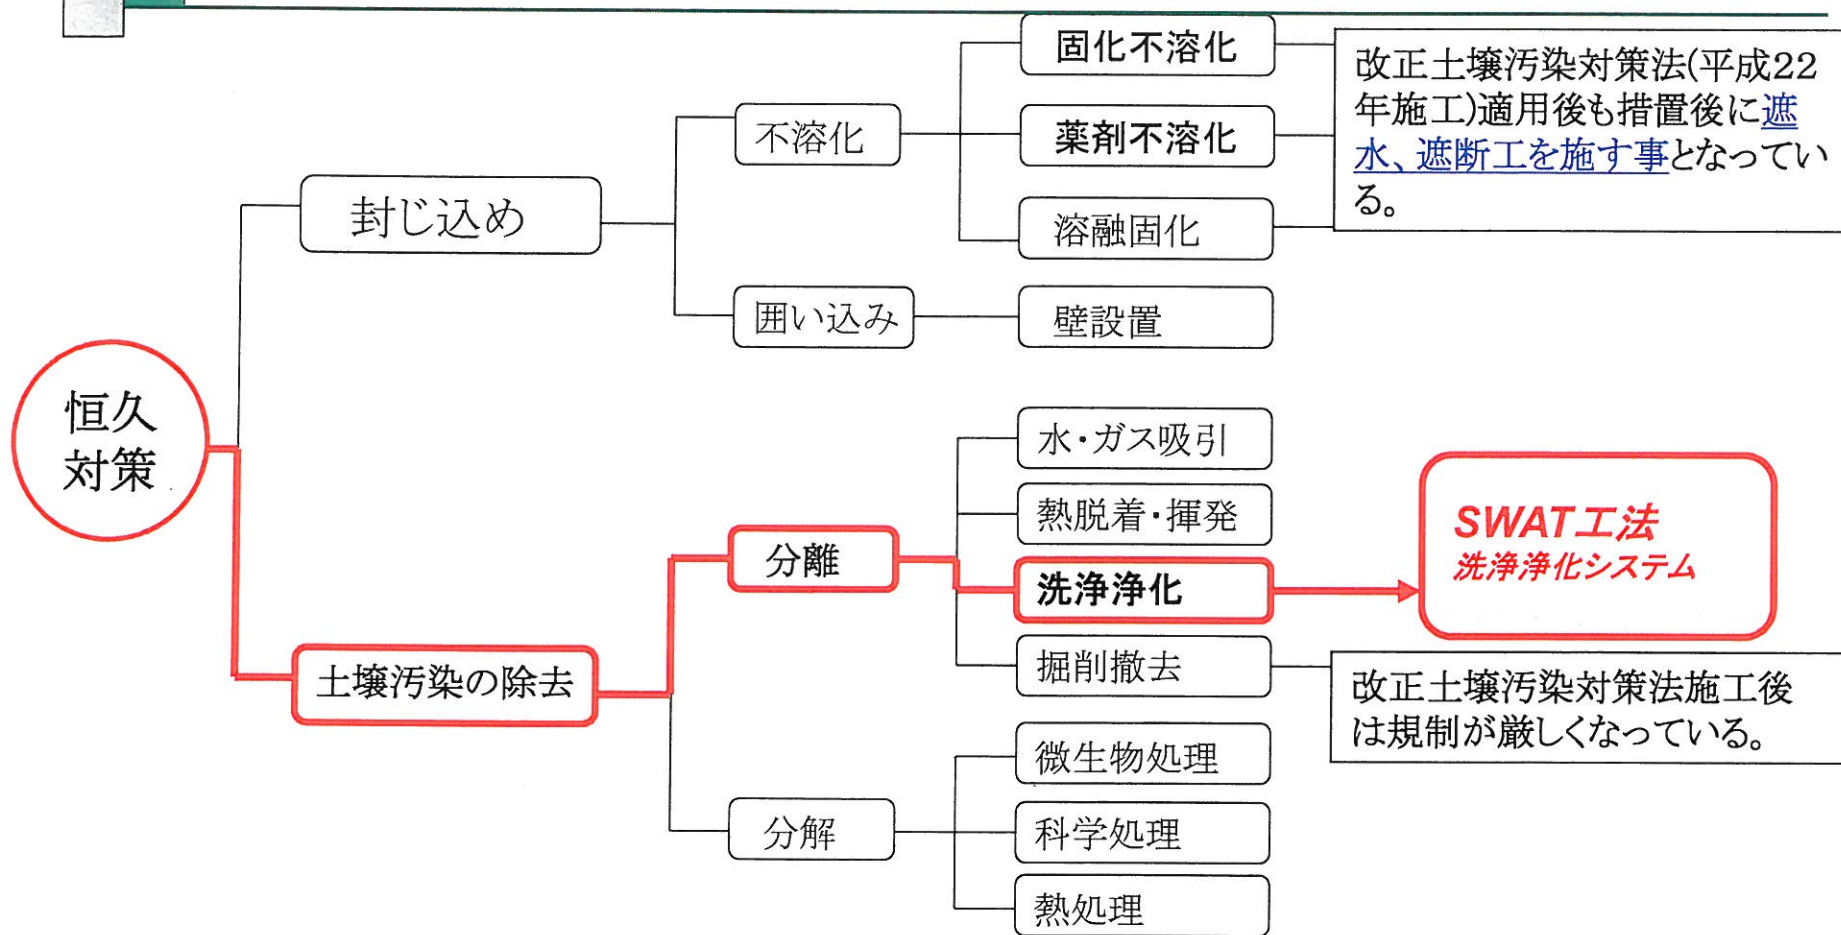 恒久
対策
封じ込め
不溶化
固化不溶化
薬剤不溶化
溶融固化
改正土壌汚染対策法(平成22
年施工)適用後も措置後に遮
水、遮断工を施す事となってい
る。
囲い込み
壁設置
土壌汚染の除去
分離
水・ガス吸引
熱脱着・揮発
洗浄浄化
SWAT工法
洗浄浄化システム
掘削撤去
改正土壌汚染対策法施工後
は規制が厳しくなっている。
分解
微生物処理
科学処理
熱処理